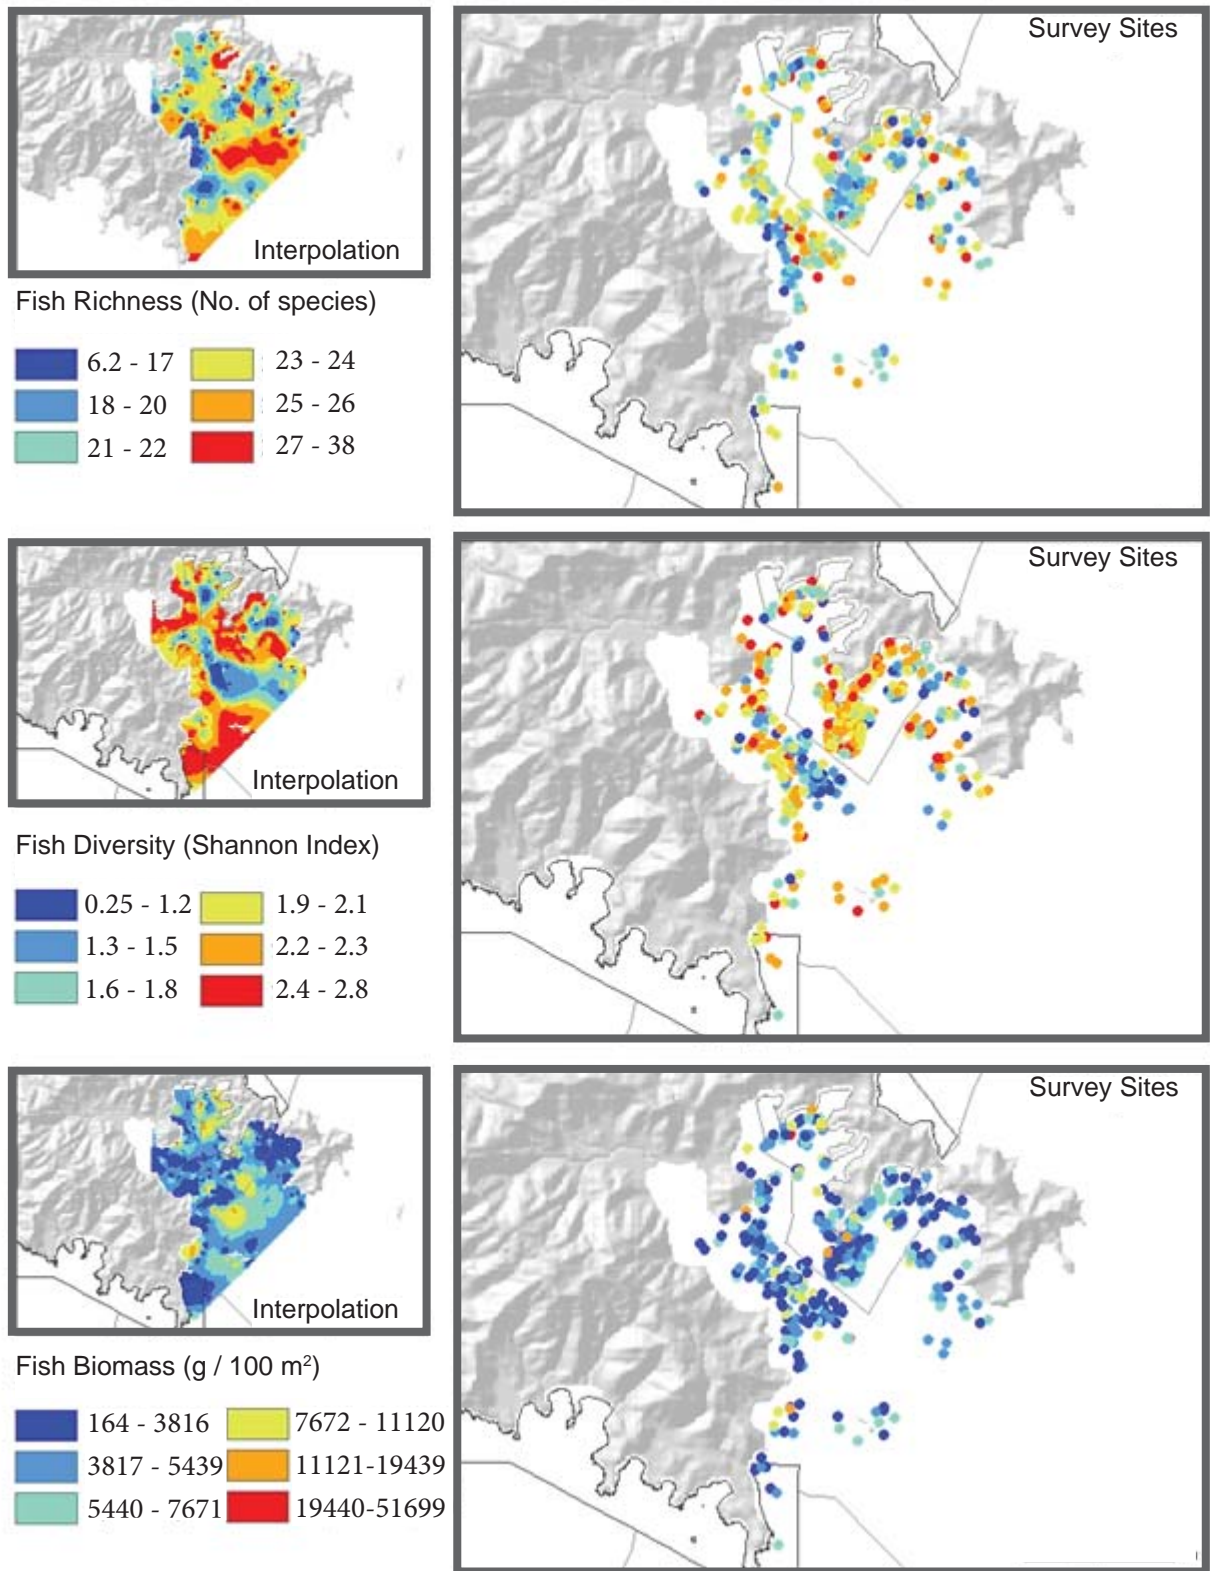 Survey Sites
Interpolation
Fish Richness (No. of species)
6.2 - 17
23 - 24
18 - 20
25 - 26
21 - 22
27 - 38
Survey Sites
Interpolation
Fish Diversity (Shannon Index)
0.25 - 1.2
1.9 - 2.1
1.3 - 1.5
2.2 - 2.3
1.6 - 1.8
2.4 - 2.8
Survey Sites
Interpolation
Fish Biomass (g / 100 m²)
164 - 3816
7672 - 11120
3817 - 5439
11121-19439
5440 - 7671
19440-51699